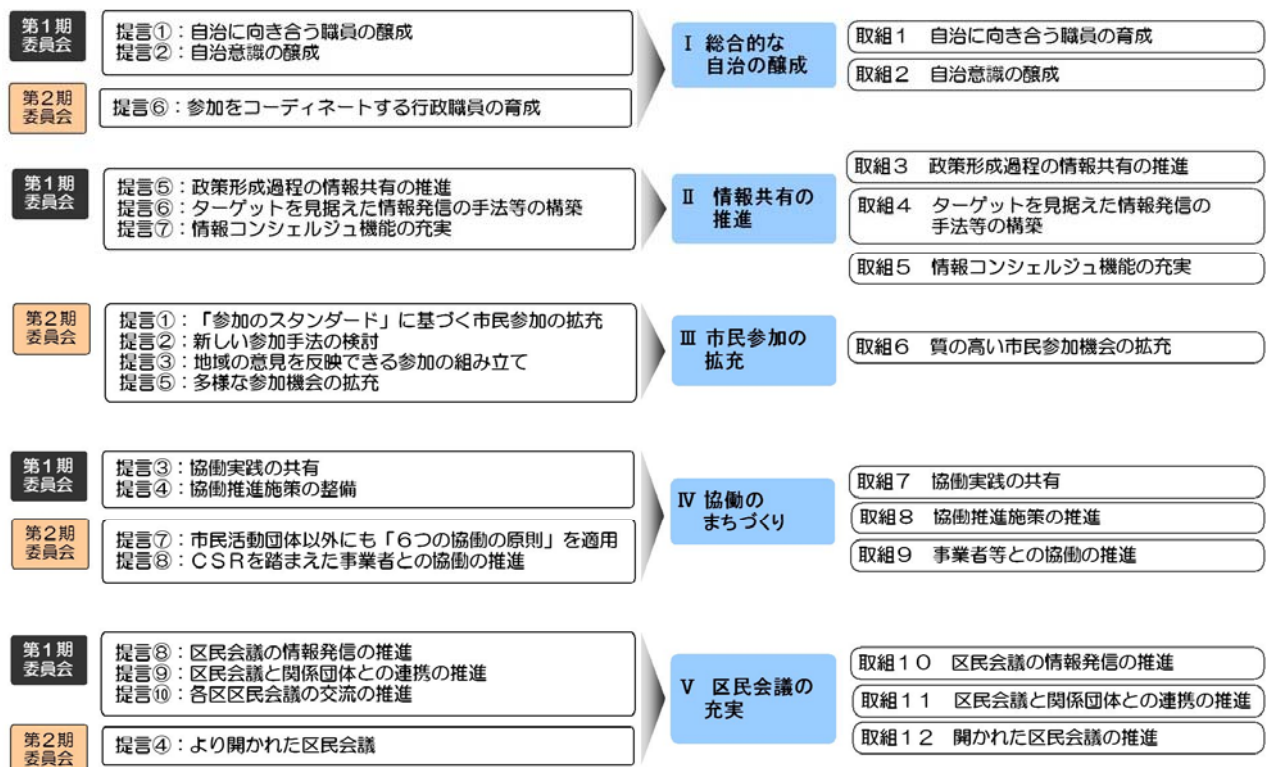 第1期
委員会
提言①：自治に向き合う職員の醸成
提言②：自治意識の醸成
第2期
委員会
提言⑥：参加をコーディネートする行政職員の育成
Ⅰ 総合的な
自治の醸成
取組1 自治に向き合う職員の育成
取組2 自治意識の醸成
第1期
委員会
提言⑤：政策形成過程の情報共有の推進
提言⑥：ターゲットを見据えた情報発信の手法等の構築
提言⑦：情報コンシェルジュ機能の充実
Ⅱ 情報共有の
推進
取組3 政策形成過程の情報共有の推進
取組4 ターゲットを見据えた情報発信の
手法等の構築
取組5 情報コンシェルジュ機能の充実
第2期
委員会
提言①：「参加のスタンダード」に基づく市民参加の拡充
提言②：新しい参加手法の検討
提言③：地域の意見を反映できる参加の組み立て
提言⑤：多様な参加機会の拡充
Ⅲ 市民参加の
拡充
取組6 質の高い市民参加機会の拡充
第1期
委員会
提言③：協働実践の共有
提言④：協働推進施策の整備
第2期
委員会
提言⑦：市民活動団体以外にも「6つの協働の原則」を適用
提言⑧：CSRを踏まえた事業者との協働の推進
Ⅳ 協働の
まちづくり
取組7 協働実践の共有
取組8 協働推進施策の推進
取組9 事業者等との協働の推進
第1期
委員会
提言⑧：区民会議の情報発信の推進
提言⑨：区民会議と関係団体との連携の推進
提言⑩：各区区民会議の交流の推進
第2期
委員会
提言④：より開かれた区民会議
Ⅴ 区民会議の
充実
取組10 区民会議の情報発信の推進
取組11 区民会議と関係団体との連携の推進
取組12 開かれた区民会議の推進